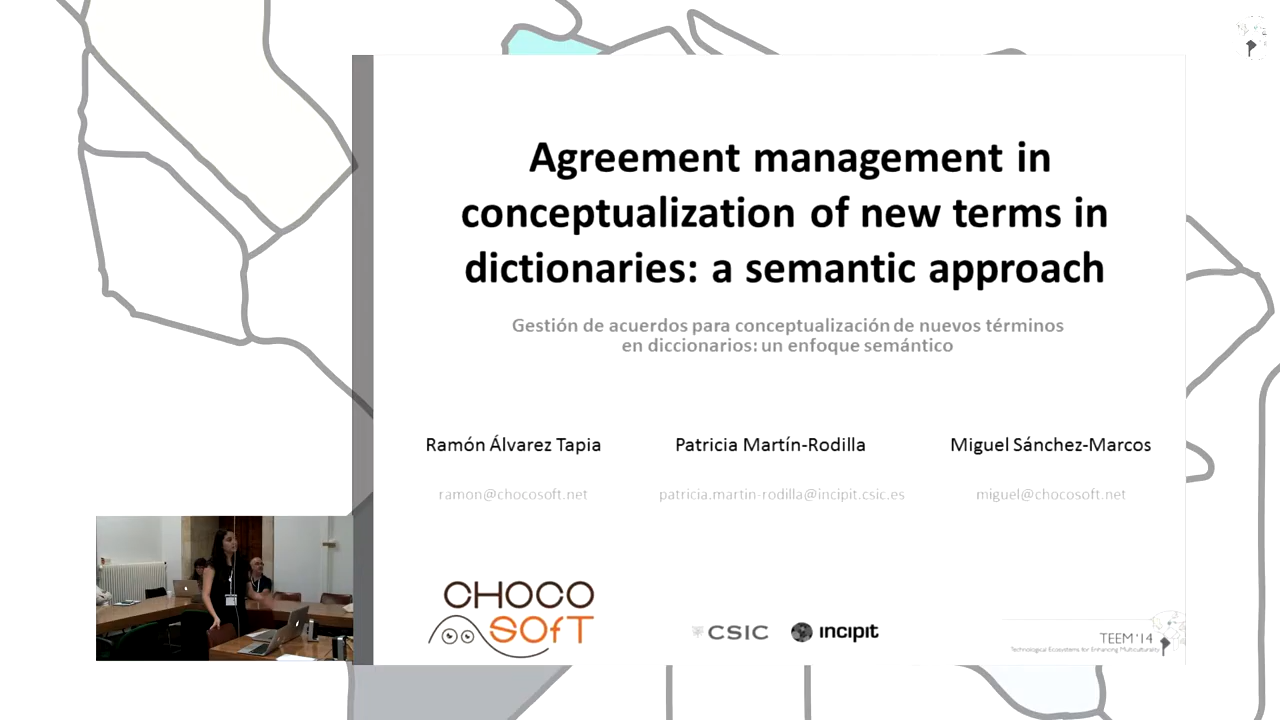 Agreement management in
conceptualization of new terms in
dictionaries: a semantic approach
Gestión de acuerdos para conceptualización de nuevos términos
en diccionarios: un enfoque semántico
Ramón Álvarez Tapia
Patricia Martín-Rodilla
Miguel Sánchez-Marcos
ramon@chocosoft.net
patricia.martin-rodilla@incipit.csic.es
miguel@chocosoft.net
CHOCO
SOfT
CSIC
incipit
TEEM'14
Technological Ecosystems for Enhancing Multiculturality